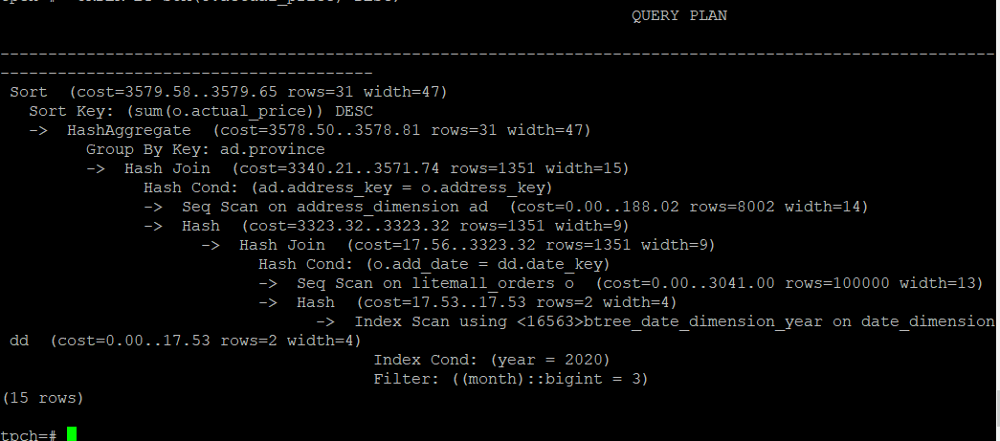 QUERY PLAN
---------------------------------------------------------------------------------------------------------
---------------------------------------
Sort  (cost=3579.58..3579.65 rows=31 width=47)
  Sort Key: (sum(o.actual_price)) DESC
  ->  HashAggregate  (cost=3578.50..3578.81 rows=31 width=47)
        Group By Key: ad.province
        ->  Hash Join  (cost=3340.21..3571.74 rows=1351 width=15)
              Hash Cond: (ad.address_key = o.address_key)
              ->  Seq Scan on address_dimension ad  (cost=0.00..188.02 rows=8002 width=14)
              ->  Hash  (cost=3323.32..3323.32 rows=1351 width=9)
                    ->  Hash Join  (cost=17.56..3323.32 rows=1351 width=9)
                          Hash Cond: (o.add_date = dd.date_key)
                          ->  Seq Scan on litemall_orders o  (cost=0.00..3041.00 rows=100000 width=13)
                          ->  Hash  (cost=17.53..17.53 rows=2 width=4)
                                ->  Index Scan using <16563>btree_date_dimension_year on date_dimension
dd  (cost=0.00..17.53 rows=2 width=4)
                                      Index Cond: (year = 2020)
                                      Filter: ((month)::bigint = 3)
(15 rows)
tpch=#